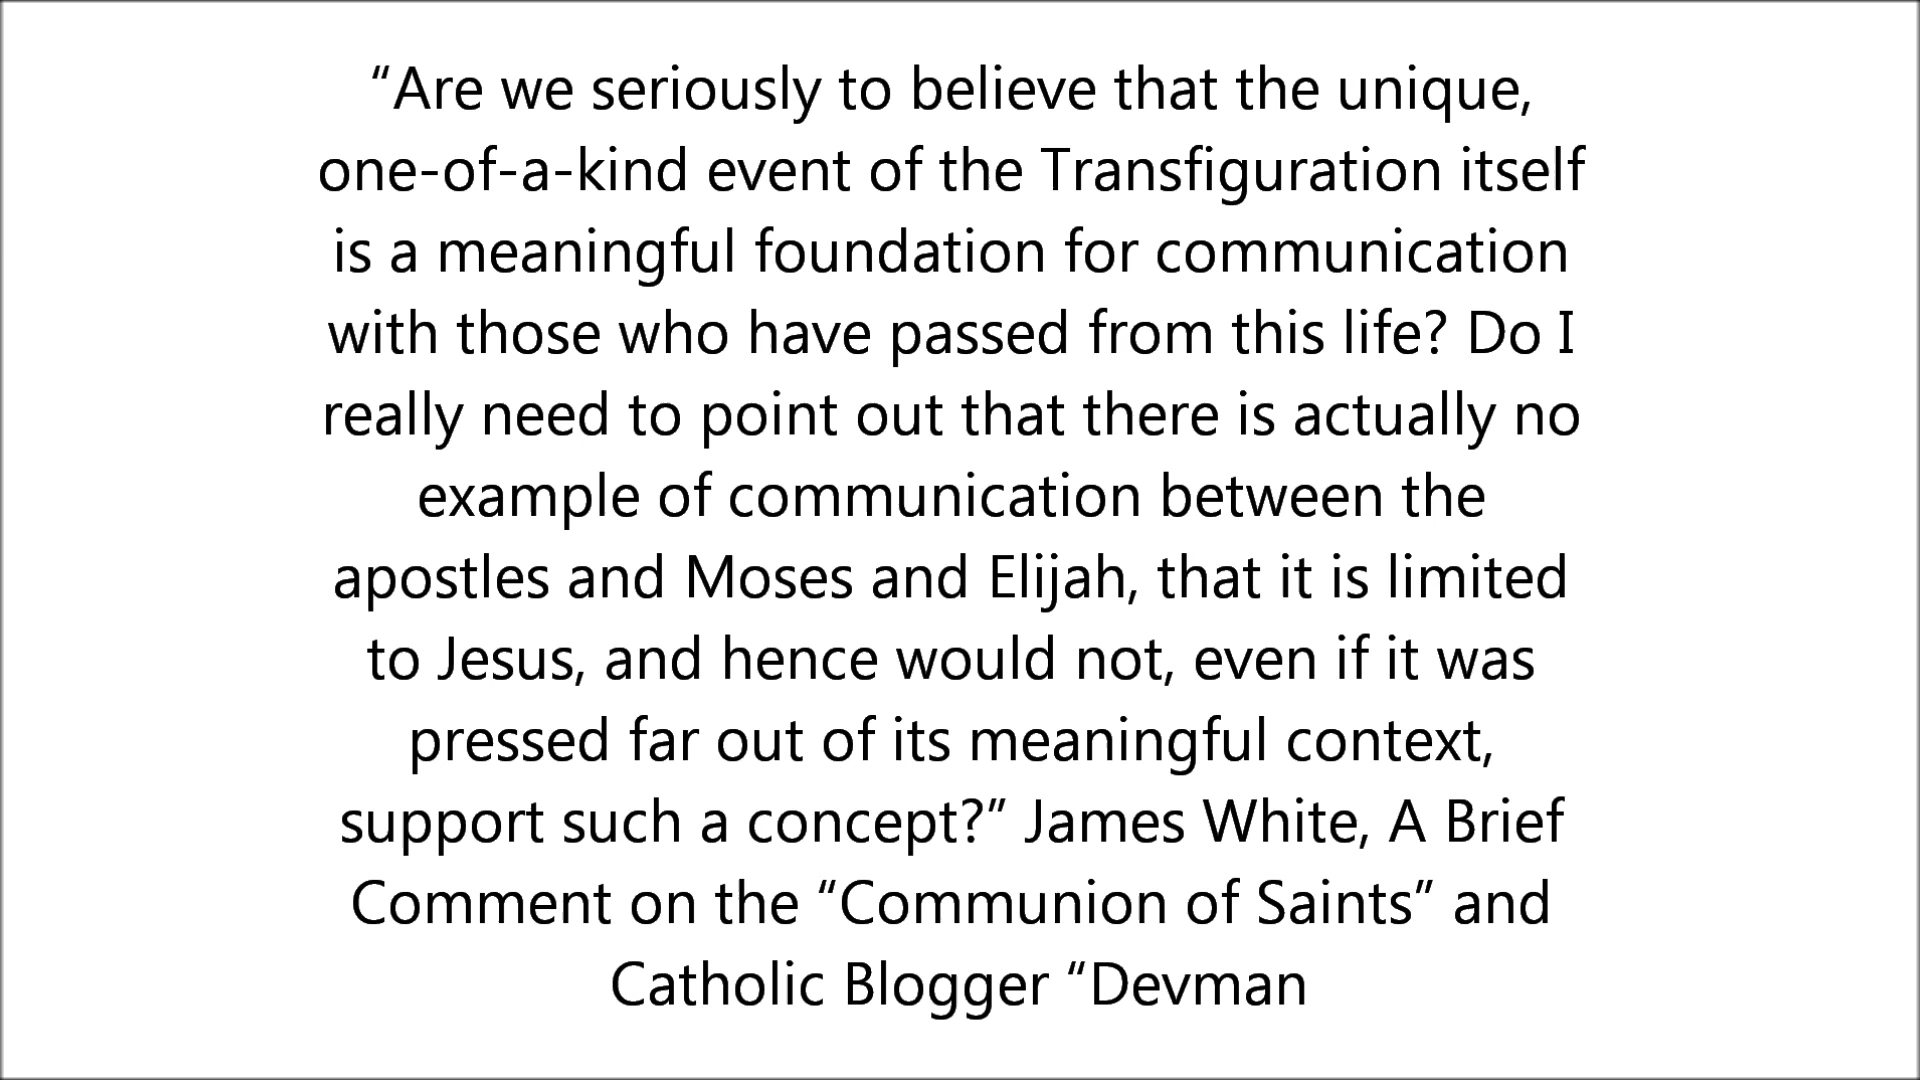 “Are we seriously to believe that the unique,
one-of-a-kind event of the Transfiguration itself
is a meaningful foundation for communication
with those who have passed from this life? Do I
really need to point out that there is actually no
example of communication between the
apostles and Moses and Elijah, that it is limited
to Jesus, and hence would not, even if it was
pressed far out of its meaningful context,
support such a concept?” James White, A Brief
Comment on the “Communion of Saints” and
Catholic Blogger “Devman